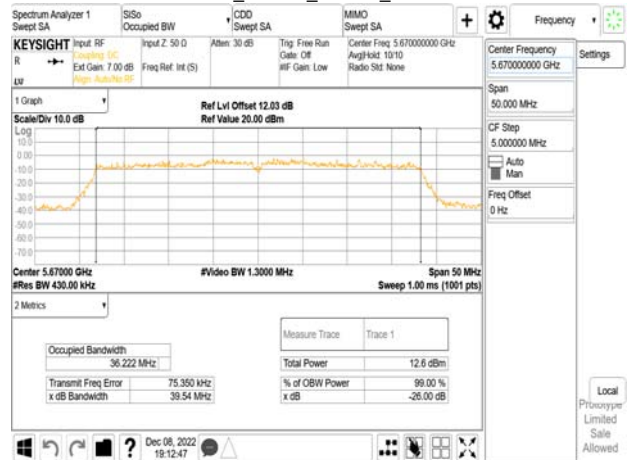 Spectrum Analyzer 1
Swept SA
SISo
Occupied BW
CDD
Swept SA
MIMO
Swept SA
+
Frequency
KEYSIGHT
R
LXI
Input: RF
Coupling: DC
Ext Gain: 7.00 dB
Align: Auto/No RF
Input Z: 50 Ω
Freq Ref: Int (S)
Atten: 30 dB
Trig: Free Run
Gate: Off
#IF Gain: Low
Center Freq: 5.670000000 GHz
Avg|Hold: 10/10
Radio Std: None
Center Frequency
5.670000000 GHz
Settings
Span
50.000 MHz
CF Step
5.000000 MHz
Auto
Man
Freq Offset
0 Hz
1 Graph
Scale/Div 10.0 dB
Ref Lvl Offset 12.03 dB
Ref Value 20.00 dBm
Log
10.0
0.00
-10.0
-20.0
-30.0
-40.0
-50.0
-60.0
-70.0
Center 5.67000 GHz
#Res BW 430.00 kHz
#Video BW 1.3000 MHz
Span 50 MHz
Sweep 1.00 ms (1001 pts)
2 Metrics
Measure Trace
Trace 1
Occupied Bandwidth
36.222 MHz
Total Power
12.6 dBm
Transmit Freq Error
75.350 kHz
% of OBW Power
99.00 %
x dB Bandwidth
39.54 MHz
x dB
-26.00 dB
Local
Prototype
Limited
Sale
Allowed
?
Dec 08, 2022
19:12:47